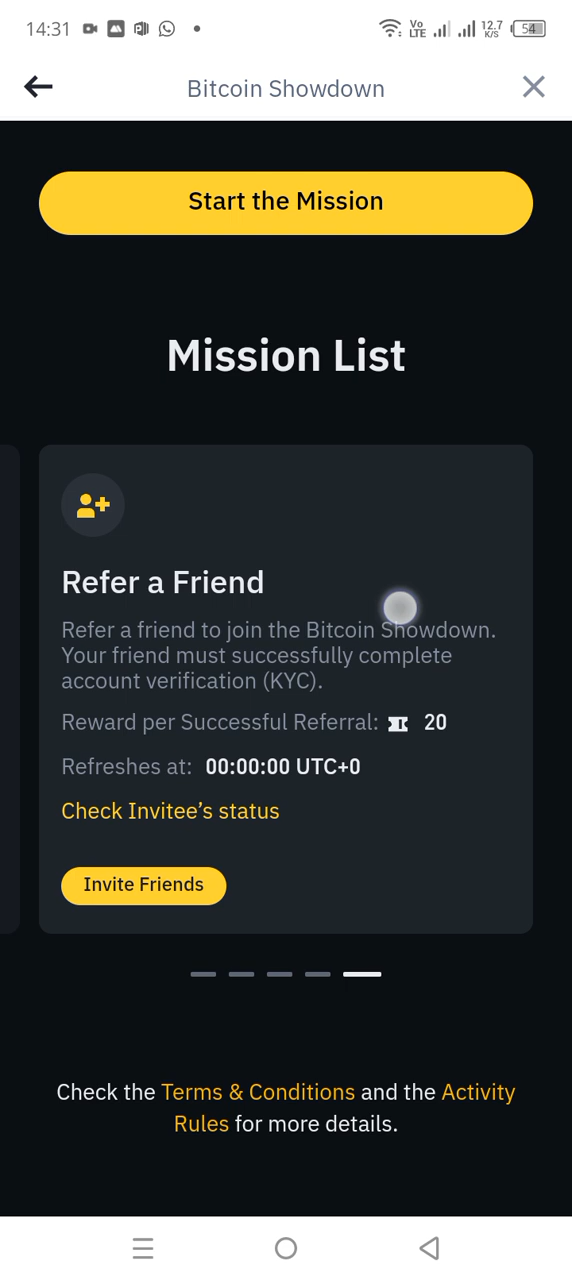 14:31
Vo
LTE
12.7
K/S
54
Bitcoin Showdown
Start the Mission
Mission List
Refer a Friend
Refer a friend to join the Bitcoin Showdown.
Your friend must successfully complete
account verification (KYC).
Reward per Successful Referral: 20
Refreshes at: 00:00:00 UTC+0
Check Invitee’s status
Invite Friends
Check the Terms & Conditions and the Activity
Rules for more details.